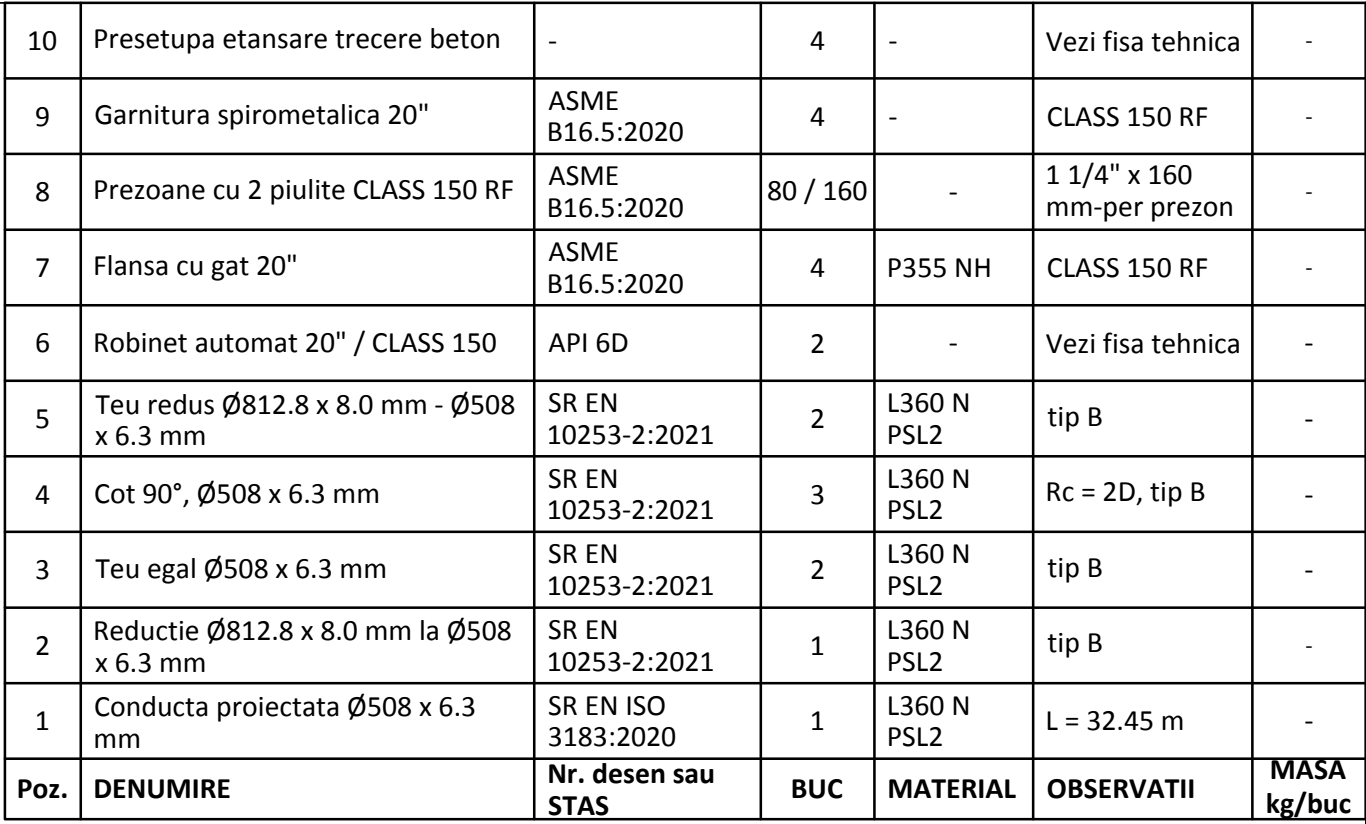 10 Presetupa etansare trecere beton - 4 - Vezi fisa tehnica -
9 Garnitura spirometalica 20" ASME B16.5:2020 4 - CLASS 150 RF -
8 Prezoane cu 2 piulite CLASS 150 RF ASME B16.5:2020 80 / 160 - 1 1/4" x 160 mm-per prezon -
7 Flansa cu gat 20" ASME B16.5:2020 4 P355 NH CLASS 150 RF -
6 Robinet automat 20" / CLASS 150 API 6D 2 - Vezi fisa tehnica -
5 Teu redus Ø812.8 x 8.0 mm - Ø508 x 6.3 mm SR EN 10253-2:2021 2 L360 N PSL2 tip B -
4 Cot 90°, Ø508 x 6.3 mm SR EN 10253-2:2021 3 L360 N PSL2 Rc = 2D, tip B -
3 Teu egal Ø508 x 6.3 mm SR EN 10253-2:2021 2 L360 N PSL2 tip B -
2 Reductie Ø812.8 x 8.0 mm la Ø508 x 6.3 mm SR EN 10253-2:2021 1 L360 N PSL2 tip B -
1 Conducta proiectata Ø508 x 6.3 mm SR EN ISO 3183:2020 1 L360 N PSL2 L = 32.45 m -
Poz. DENUMIRE Nr. desen sau STAS BUC MATERIAL OBSERVATII MASA kg/buc